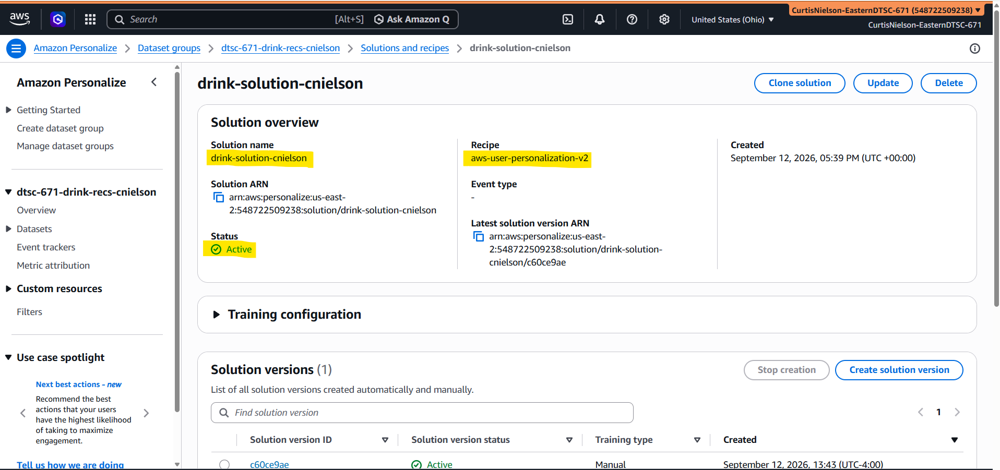 aws
Search
[Alt+S]
Ask Amazon Q
United States (Ohio)
CurtisNielson-EasternDTSC-671 (548722509238)
CurtisNielson-EasternDTSC-671
Amazon Personalize
Dataset groups
dtsc-671-drink-recs-cnielson
Solutions and recipes
drink-solution-cnielson
Amazon Personalize
Getting Started
Create dataset group
Manage dataset groups
dtsc-671-drink-recs-cnielson
Overview
Datasets
Event trackers
Metric attribution
Custom resources
Filters
Use case spotlight
Next best actions - new
Recommend the best
actions that your users
have the highest likelihood
of taking to maximize
engagement.
Tell us how we are doing
drink-solution-cnielson
Clone solution
Update
Delete
Solution overview
Solution name
drink-solution-cnielson
Solution ARN
arn:aws:personalize:us-east-
2:548722509238:solution/drink-solution-cnielson
Status
Active
Recipe
aws-user-personalization-v2
Event type
-
Latest solution version ARN
arn:aws:personalize:us-east-
2:548722509238:solution/drink-solution-
cnielson/c60ce9ae
Created
September 12, 2026, 05:39 PM (UTC +00:00)
Training configuration
Solution versions (1)
Stop creation
Create solution version
List of all solution versions created automatically and manually.
Find solution version
1
Solution version ID
Solution version status
Training type
Created
c60ce9ae
Active
Manual
September 12, 2026, 13:43 (UTC-4:00)